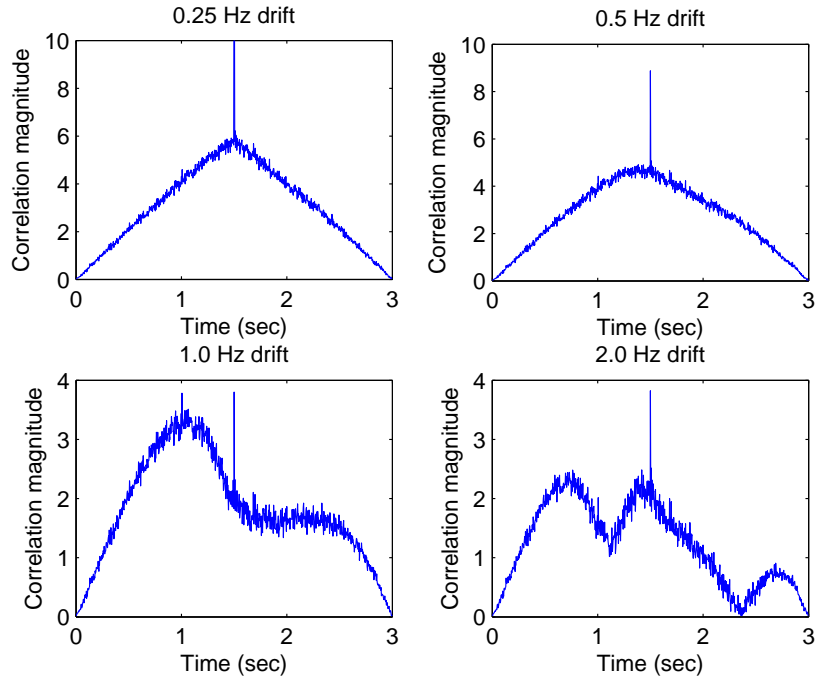 0.25 Hz drift
Correlation magnitude
10
8
6
4
2
0
0 1 2 3
Time (sec)
0.5 Hz drift
Correlation magnitude
10
8
6
4
2
0
0 1 2 3
Time (sec)
1.0 Hz drift
Correlation magnitude
4
3
2
1
0
0 1 2 3
Time (sec)
2.0 Hz drift
Correlation magnitude
4
3
2
1
0
0 1 2 3
Time (sec)